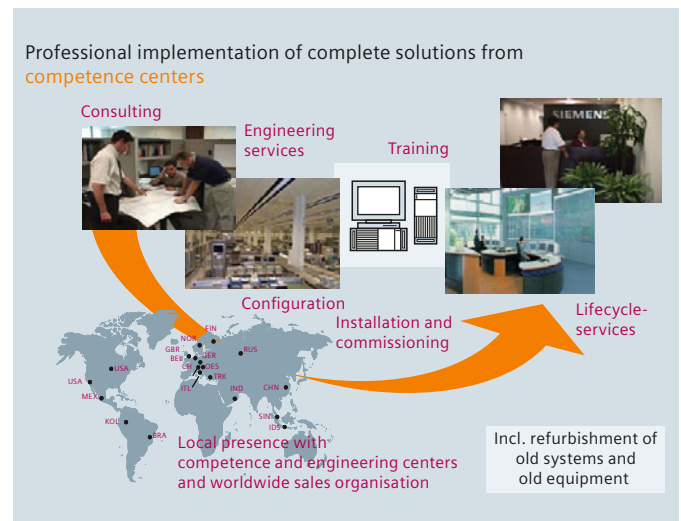 Professional implementation of complete solutions from
competence centers
Consulting
Engineering
services
Training
SIEMENS
Configuration
Installation and
commissioning
Lifecycle-
services
FIN
NOR
GBR
BEL
GER
RUS
CH
OES
USA
USA
ITL
TRK
IND
CHN
MEX
KOL
BRA
SIN
IDS
Local presence with
competence and engineering centers
and worldwide sales organisation
Incl. refurbishment of
old systems and
old equipment